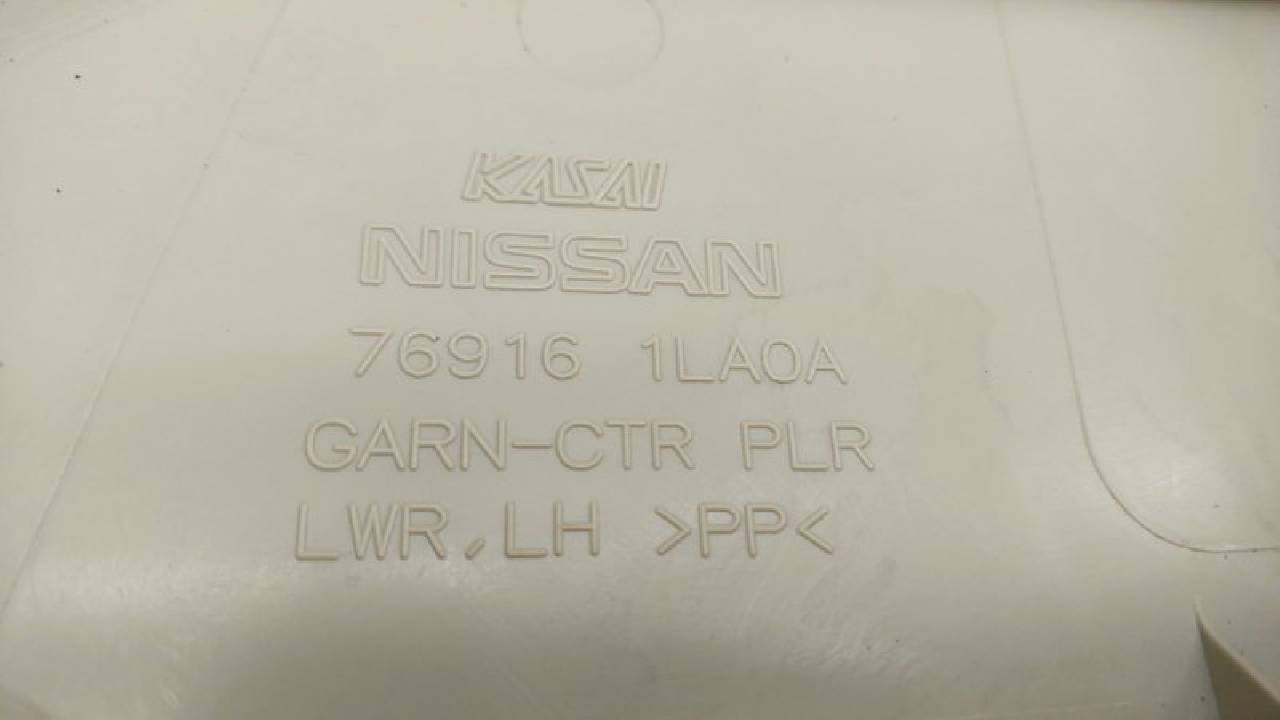 KASAI
NISSAN
76916 1LA0A
GARN-CTR PLR
LWR,LH >PP<